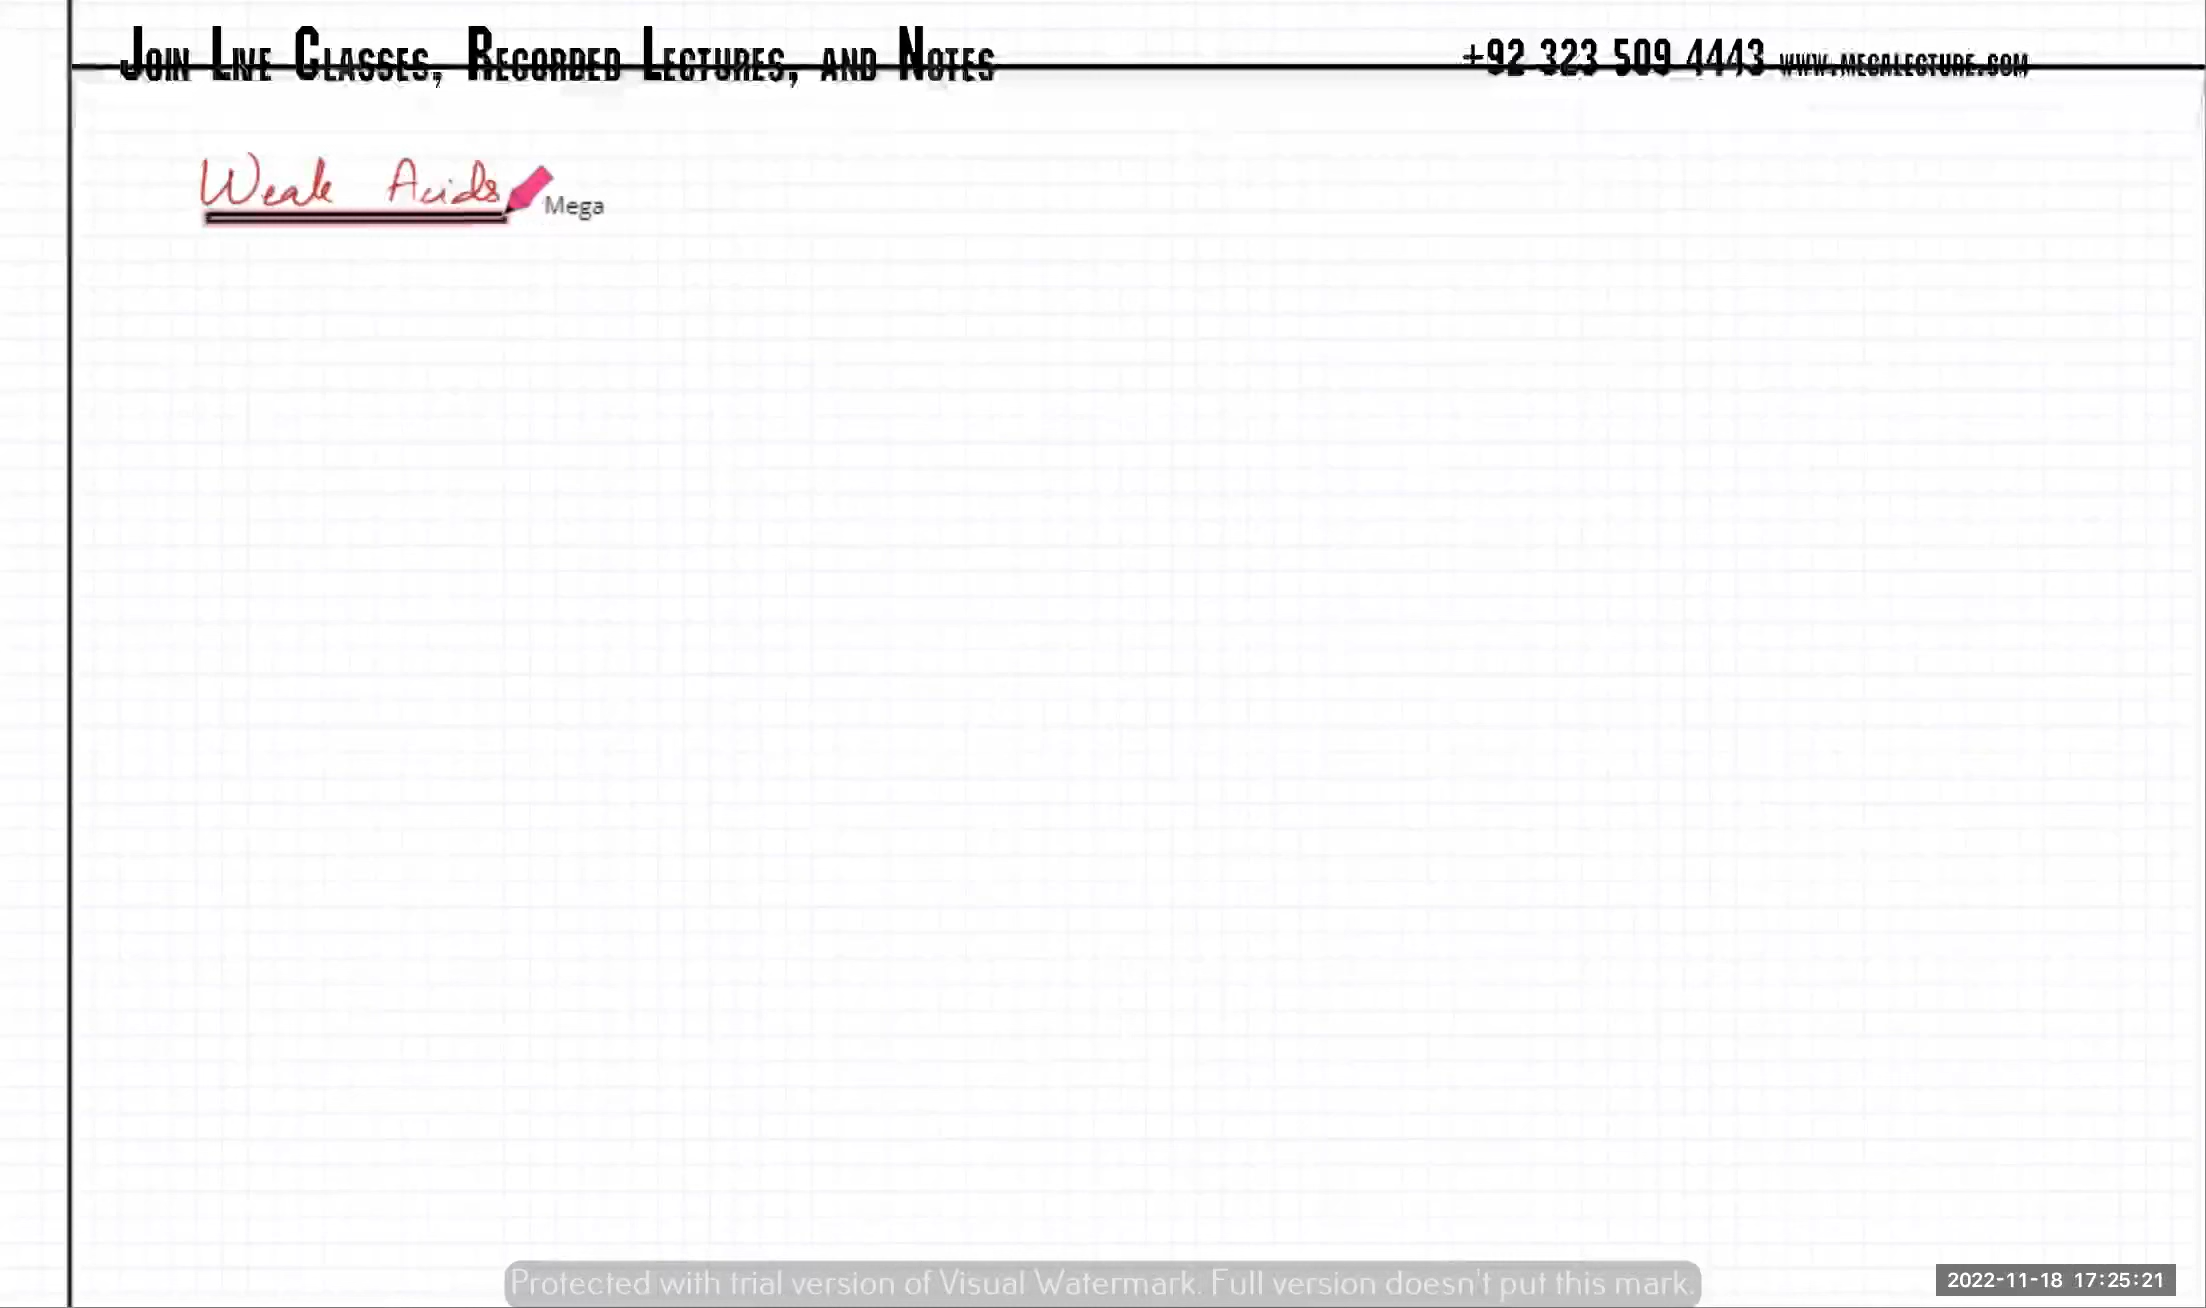 JOIN LIVE CLASSES, RECORDED LECTURES, AND NOTES
+92 323 509 4443 WWW.MEGALECTURE.COM
Weak Acids
Mega
Protected with trial version of Visual Watermark. Full version doesn't put this mark.
2022-11-18 17:25:21